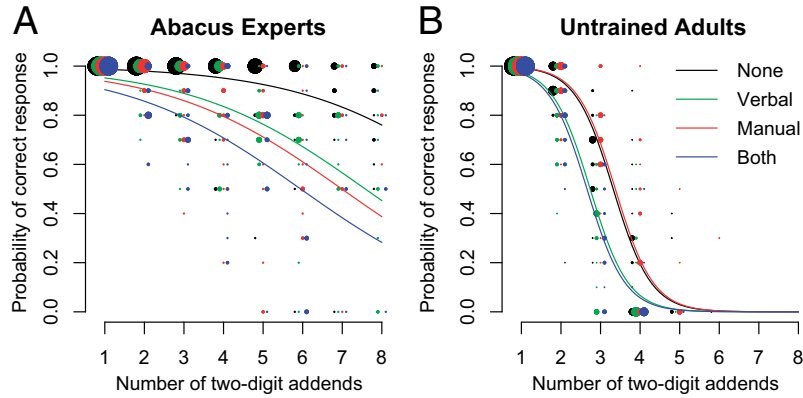 A
Abacus Experts
Probability of correct response
1.0
0.8
0.6
0.4
0.2
0.0
1 2 3 4 5 6 7 8
Number of two-digit addends
B
Untrained Adults
Probability of correct response
1.0
0.8
0.6
0.4
0.2
0.0
None
Verbal
Manual
Both
1 2 3 4 5 6 7 8
Number of two-digit addends